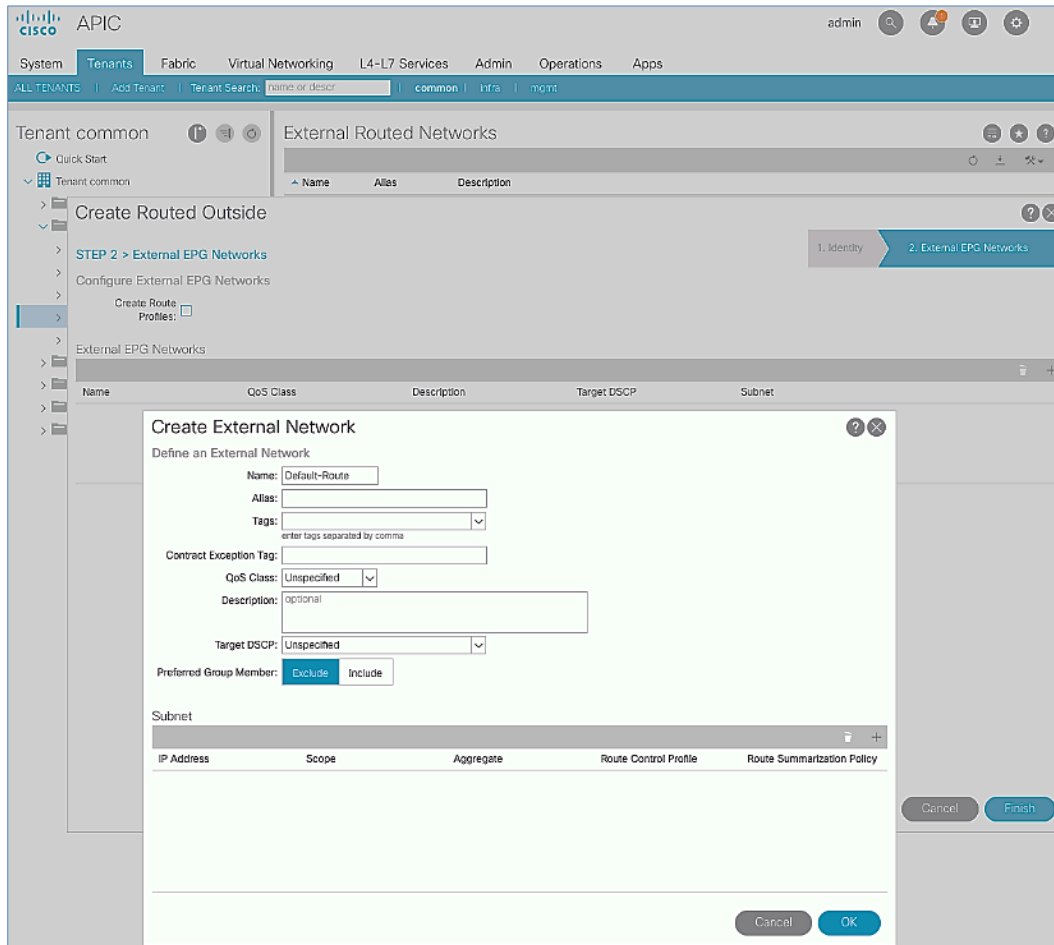 cisco APIC admin 1
System Tenants Fabric Virtual Networking L4-L7 Services Admin Operations Apps
ALL TENANTS | Add Tenant | Tenant Search: name or descr | common | infra | mgmt
Tenant common
Quick Start
Tenant common
External Routed Networks
Name Alias Description
Create Routed Outside
STEP 2 > External EPG Networks
1. Identity 2. External EPG Networks
Configure External EPG Networks
Create Route
Profiles:
External EPG Networks
Name QoS Class Description Target DSCP Subnet
Create External Network
Define an External Network
Name: Default-Route
Alias:
Tags:
enter tags separated by comma
Contract Exception Tag:
QoS Class: Unspecified
Description: optional
Target DSCP: Unspecified
Preferred Group Member: Exclude Include
Subnet
IP Address Scope Aggregate Route Control Profile Route Summarization Policy
Cancel Finish
Cancel OK